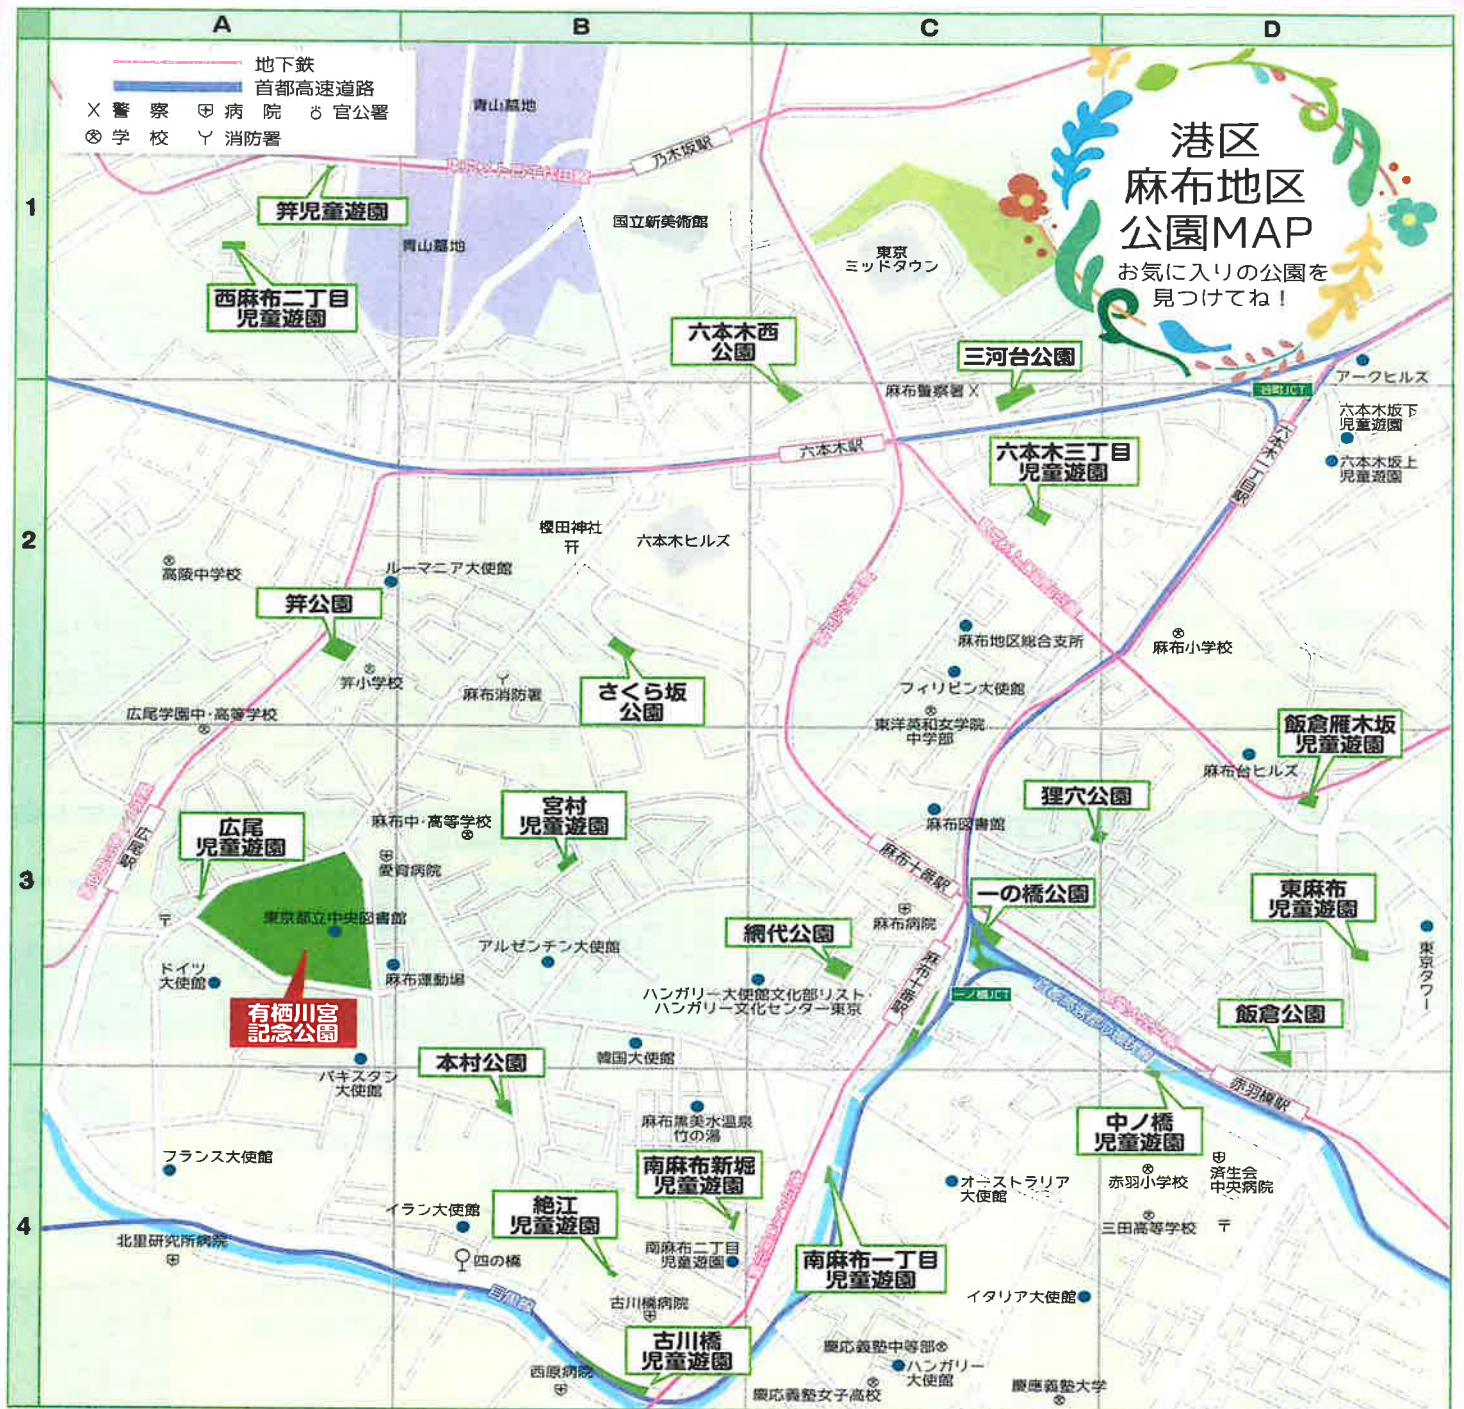 A
B
C
D
1
2
3
4
地下鉄
首都高速道路
警 察
病 院
官公署
学 校
消防署
港区
麻布地区
公園MAP
お気に入りの公園を
見つけてね！
青山墓地
乃木坂駅
笄児童遊園
青山墓地
国立新美術館
東京
ミッドタウン
西麻布二丁目
児童遊園
六本木西
公園
三河台公園
麻布警察署
谷町JCT
アークヒルズ
六本木坂下
児童遊園
六本木坂上
児童遊園
六本木一丁目駅
六本木駅
六本木三丁目
児童遊園
櫻田神社
六本木ヒルズ
高陵中学校
ルーマニア大使館
笄公園
笄小学校
麻布消防署
さくら坂
公園
麻布地区総合支所
麻布小学校
フィリピン大使館
東洋英和女学院
中学部
広尾学園中・高等学校
飯倉雁木坂
児童遊園
麻布台ヒルズ
狸穴公園
麻布図書館
宮村
児童遊園
麻布中・高等学校
広尾
児童遊園
広尾駅
愛育病院
麻布十番駅
一の橋公園
東麻布
児童遊園
東京都立中央図書館
麻布病院
網代公園
アルゼンチン大使館
麻布十番駅
東京タワー
ドイツ
大使館
麻布運動場
ハンガリー大使館文化部リスト・
ハンガリー文化センター東京
一ノ橋JCT
有栖川宮
記念公園
飯倉公園
韓国大使館
本村公園
パキスタン
大使館
赤羽橋駅
麻布黒美水温泉
竹の湯
中ノ橋
児童遊園
フランス大使館
南麻布新堀
児童遊園
オーストラリア
大使館
赤羽小学校
済生会
中央病院
イラン大使館
絶江
児童遊園
三田高等学校
北里研究所病院
四の橋
南麻布二丁目
児童遊園
南麻布一丁目
児童遊園
イタリア大使館
古川橋病院
古川橋
児童遊園
慶応義塾中等部
西原病院
ハンガリー
大使館
慶応義塾女子高校
慶應義塾大学